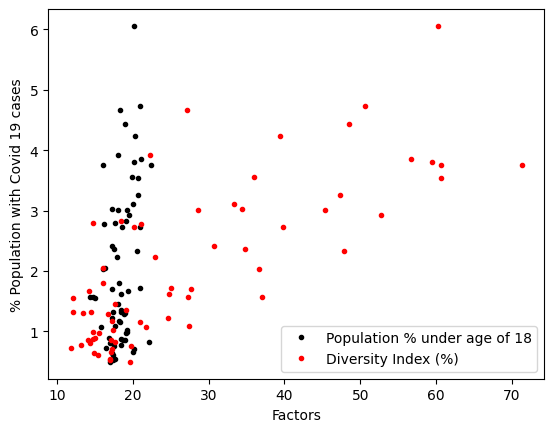 6
5
4
3
2
1
% Population with Covid 19 cases
Population % under age of 18
Diversity Index (%)
10 20 30 40 50 60 70
Factors